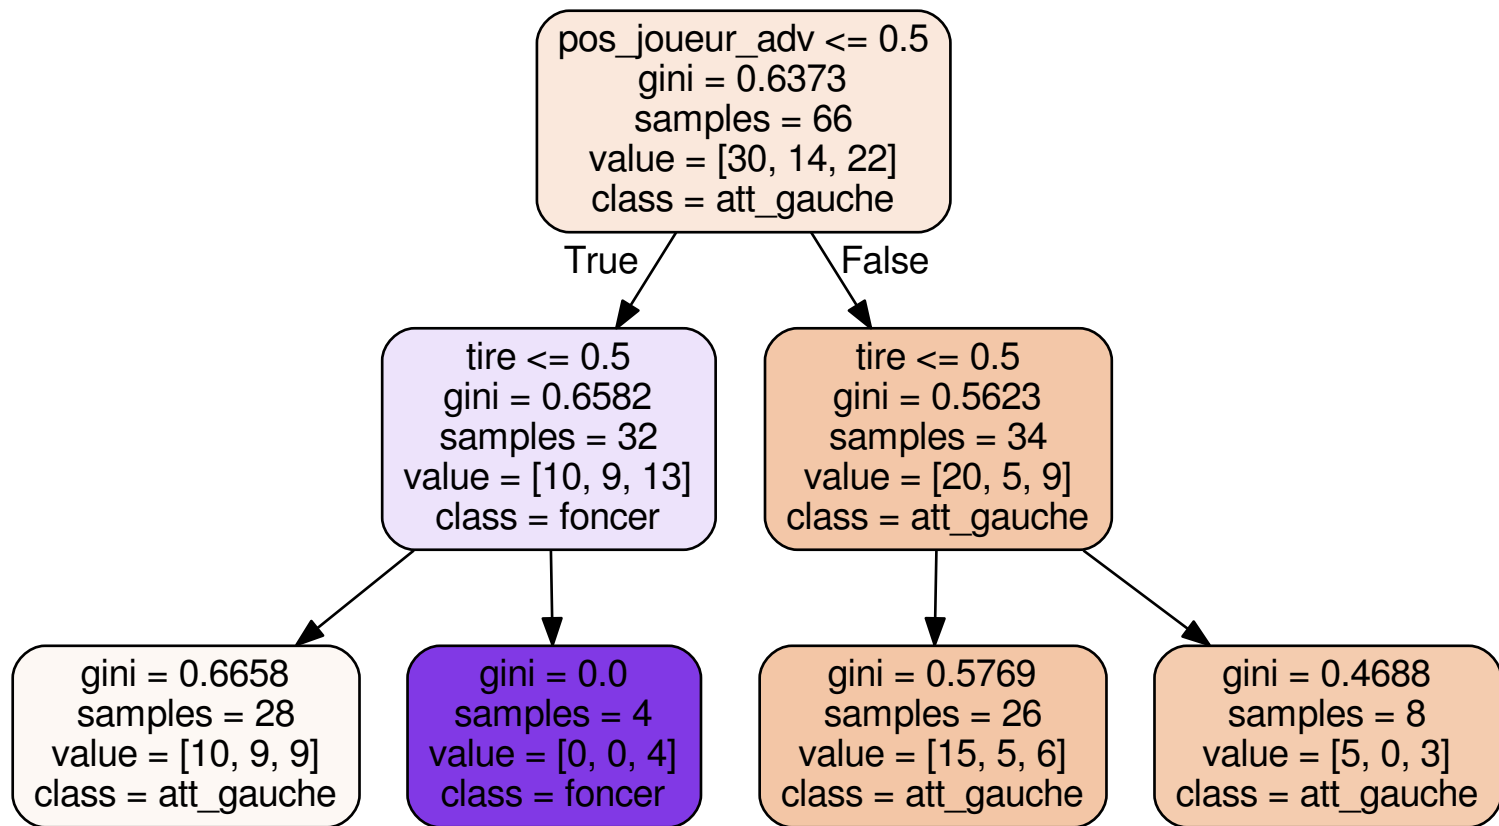 pos_joueur_adv <= 0.5
gini = 0.6373
samples = 66
value = [30, 14, 22]
class = att_gauche
True
False
tire <= 0.5
gini = 0.6582
samples = 32
value = [10, 9, 13]
class = foncer
tire <= 0.5
gini = 0.5623
samples = 34
value = [20, 5, 9]
class = att_gauche
gini = 0.6658
samples = 28
value = [10, 9, 9]
class = att_gauche
gini = 0.0
samples = 4
value = [0, 0, 4]
class = foncer
gini = 0.5769
samples = 26
value = [15, 5, 6]
class = att_gauche
gini = 0.4688
samples = 8
value = [5, 0, 3]
class = att_gauche